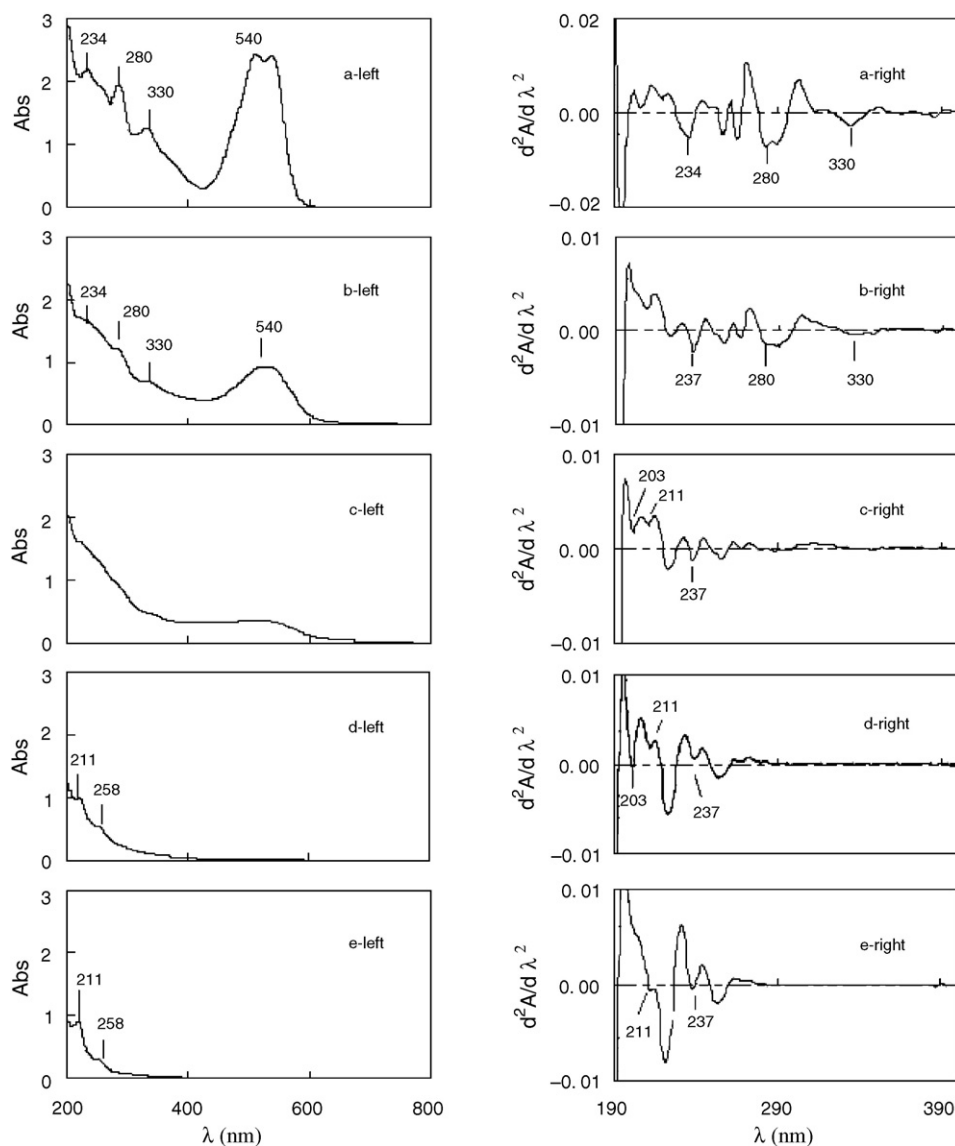 3
2
1
0
Abs
234
280
330
540
a-left
0.02
0.00
−0.02
d²A/d λ²
234
280
330
a-right
3
2
1
0
Abs
234
280
330
540
b-left
0.01
0.00
−0.01
d²A/d λ²
237
280
330
b-right
3
2
1
0
Abs
c-left
0.01
0.00
−0.01
d²A/d λ²
203
211
237
c-right
3
2
1
0
Abs
211
258
d-left
0.01
0.00
−0.01
d²A/d λ²
203
211
237
d-right
3
2
1
0
Abs
211
258
e-left
200 400 600 800
λ (nm)
0.01
0.00
−0.01
d²A/d λ²
211
237
e-right
190 290 390
λ (nm)